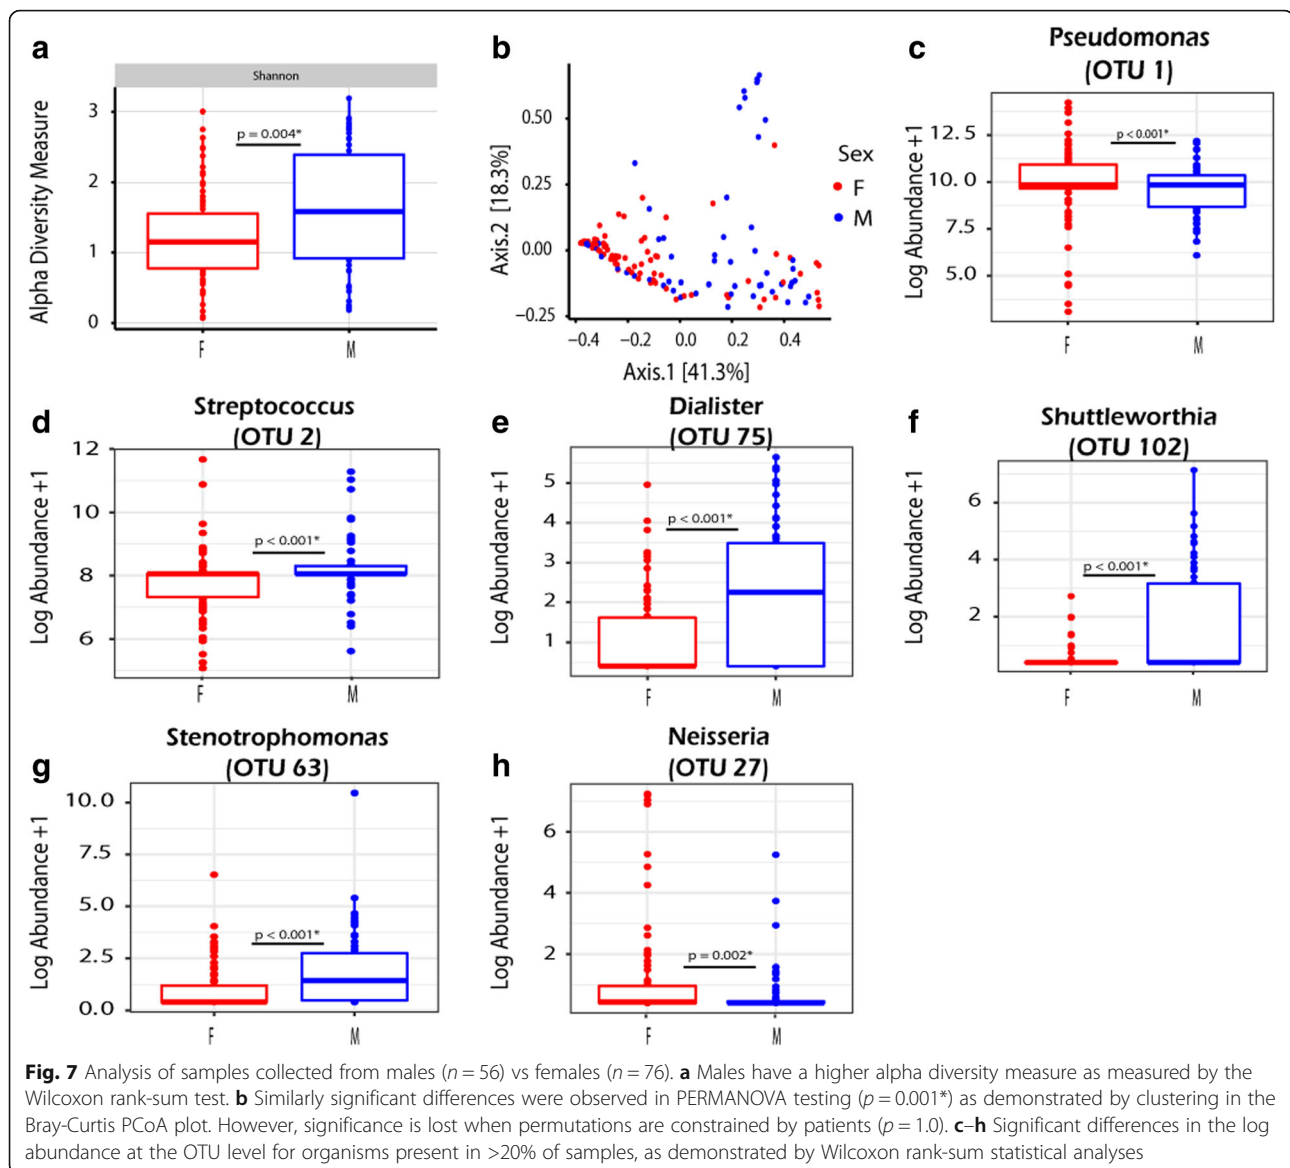 a
Shannon
Alpha Diversity Measure
3
2
1
0
p = 0.004*
F
M
b
Axis.2 [18.3%]
0.50
0.25
0.00
−0.25
−0.4
−0.2
0.0
0.2
0.4
Axis.1 [41.3%]
Sex
F
M
c
Pseudomonas
(OTU 1)
Log Abundance +1
12.5
10.0
7.5
5.0
p < 0.001*
F
M
d
Streptococcus
(OTU 2)
Log Abundance +1
12
10
8
6
p < 0.001*
F
M
e
Dialister
(OTU 75)
Log Abundance +1
5
4
3
2
1
p < 0.001*
F
M
f
Shuttleworthia
(OTU 102)
Log Abundance +1
6
4
2
p < 0.001*
F
M
g
Stenotrophomonas
(OTU 63)
Log Abundance +1
10.0
7.5
5.0
2.5
0.0
p < 0.001*
F
M
h
Neisseria
(OTU 27)
Log Abundance +1
6
4
2
p = 0.002*
F
M
Fig. 7 Analysis of samples collected from males (n = 56) vs females (n = 76). a Males have a higher alpha diversity measure as measured by the
Wilcoxon rank-sum test. b Similarly significant differences were observed in PERMANOVA testing (p = 0.001*) as demonstrated by clustering in the
Bray-Curtis PCoA plot. However, significance is lost when permutations are constrained by patients (p = 1.0). c–h Significant differences in the log
abundance at the OTU level for organisms present in >20% of samples, as demonstrated by Wilcoxon rank-sum statistical analyses